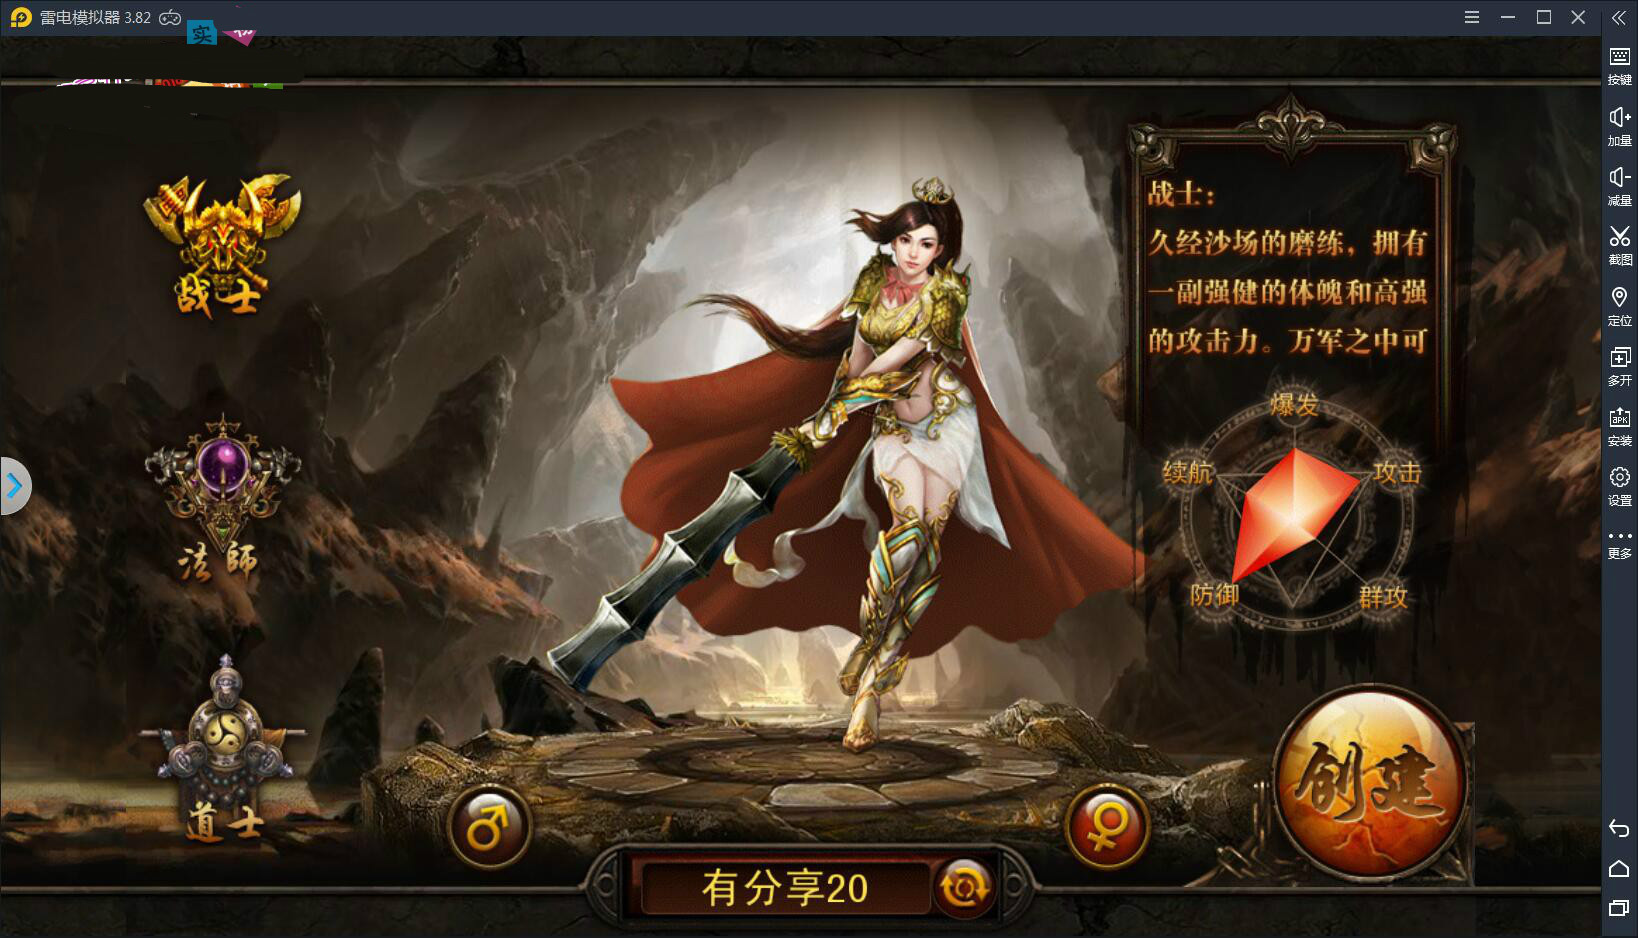 雷电模拟器 3.82
实
按键
加量
减量
截图
定位
多开
APK
安装
设置
更多
战士
法師
道士
战士：
久经沙场的磨练，拥有
一副强健的体魄和高强
的攻击力。万军之中可
爆发
续航
攻击
防御
群攻
创建
有分享20